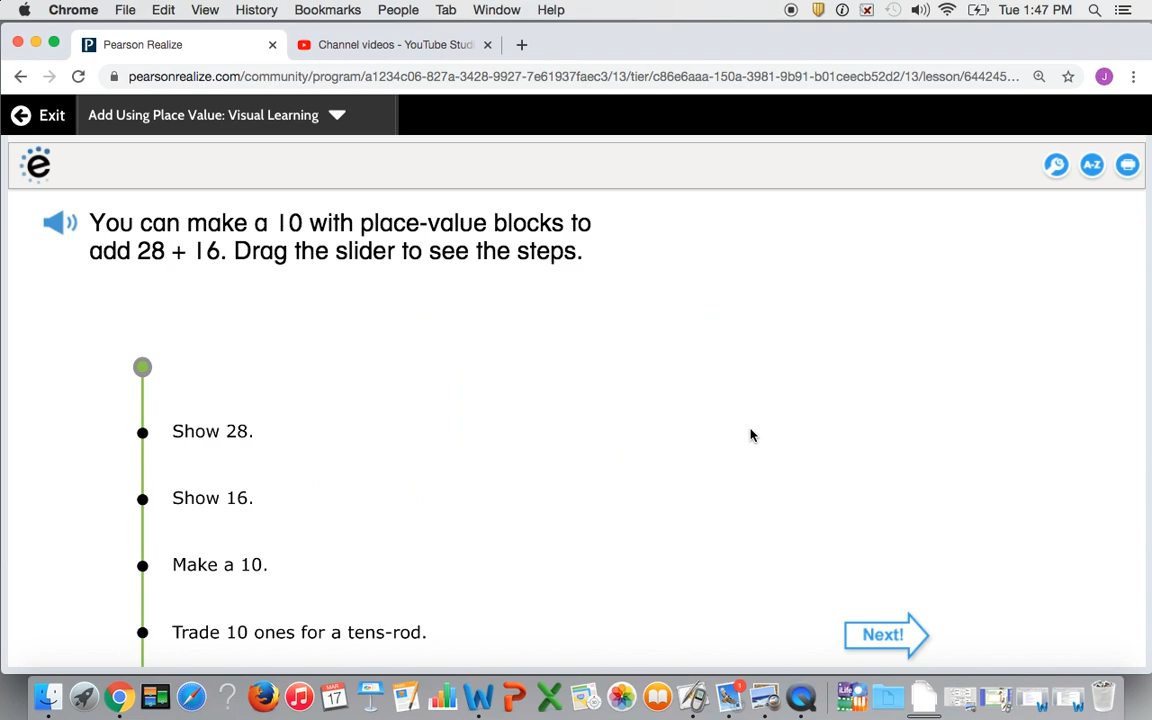 Chrome File Edit View History Bookmarks People Tab Window Help Tue 1:47 PM
Pearson Realize
Channel videos - YouTube Stud
pearsonrealize.com/community/program/a1234c06-827a-3428-9927-7e61937faec3/13/tier/c86e6aaa-150a-3981-9b91-b01ceecb52d2/13/lesson/644245...
J
Exit Add Using Place Value: Visual Learning
e
A-Z
You can make a 10 with place-value blocks to
add 28 + 16. Drag the slider to see the steps.
Show 28.
Show 16.
Make a 10.
Trade 10 ones for a tens-rod.
Next!
MAR
17